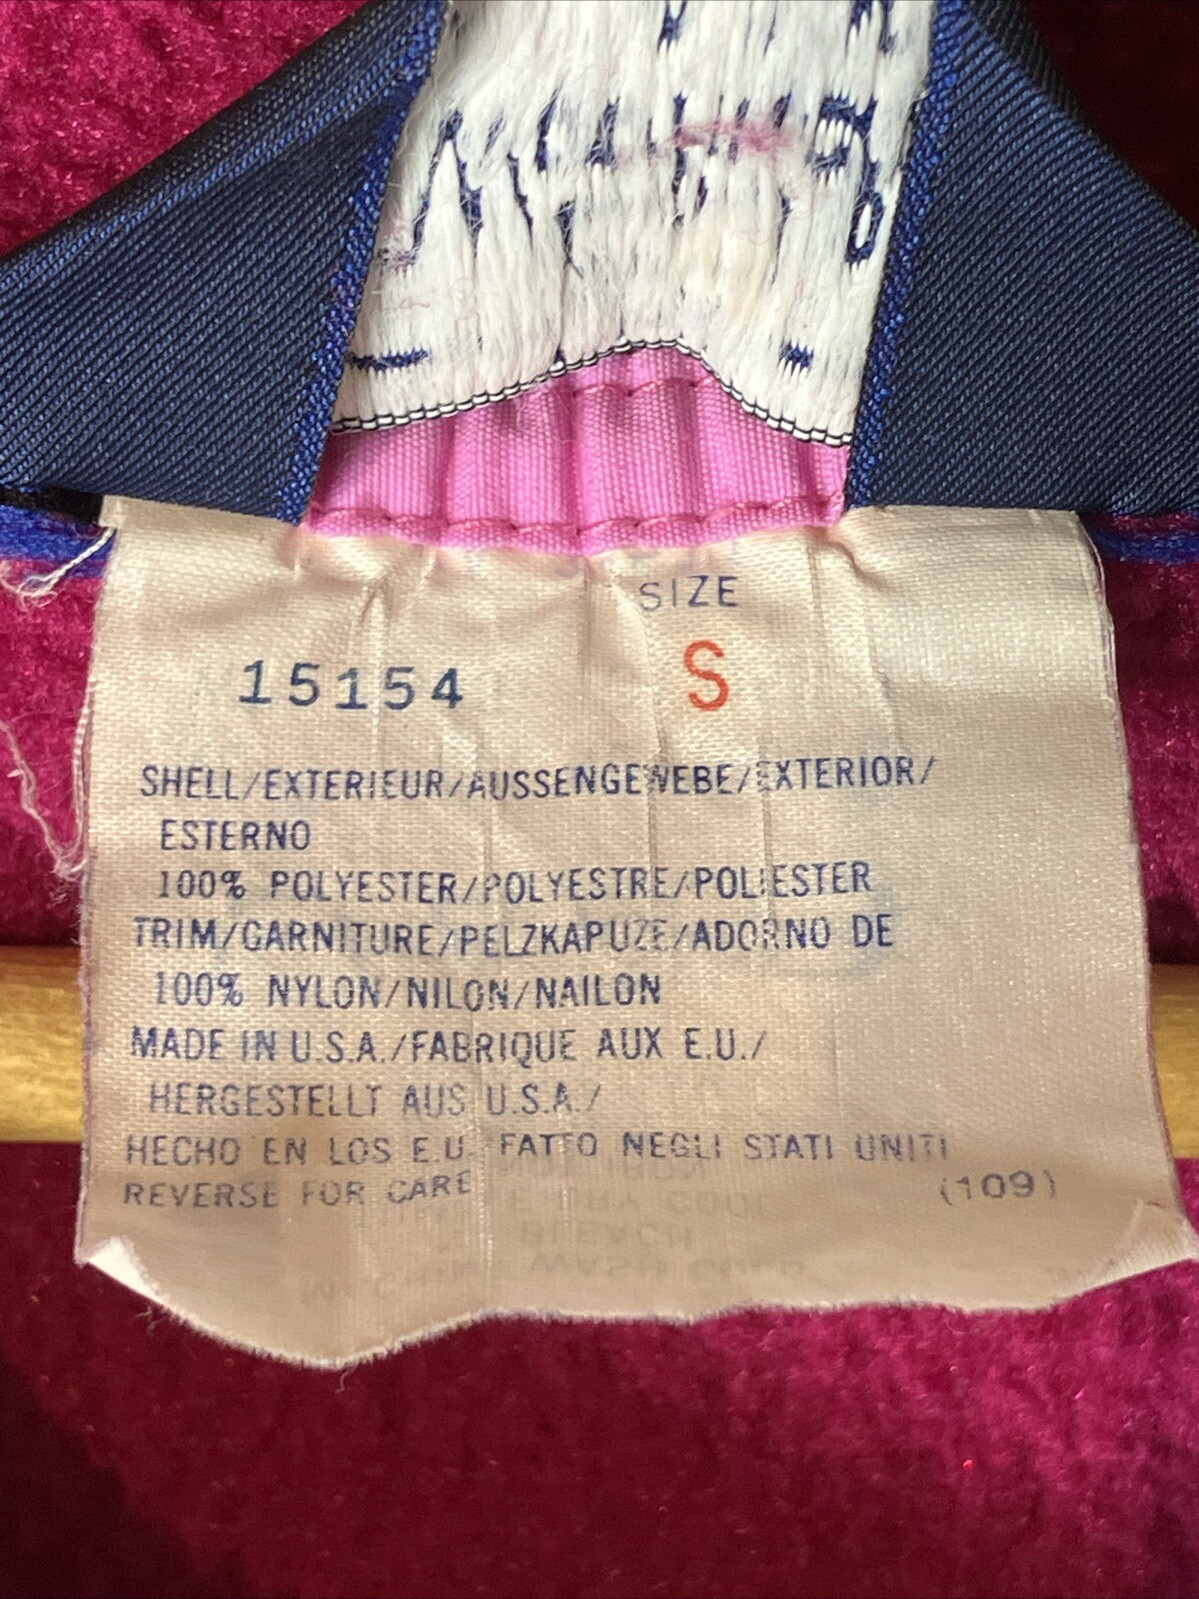 SIZE
15154 S
SHELL/EXTERIEUR/AUSSENGEWEBE/EXTERIOR/
ESTERNO
100% POLYESTER/POLYESTRE/POLIESTER
TRIM/GARNITURE/PELZKAPUZE/ADORNO DE
100% NYLON/NILON/NAILON
MADE IN U.S.A./FABRIQUE AUX E.U./
HERGESTELLT AUS U.S.A./
HECHO EN LOS E.U. FATTO NEGLI STATI UNITI
REVERSE FOR CARE (109)